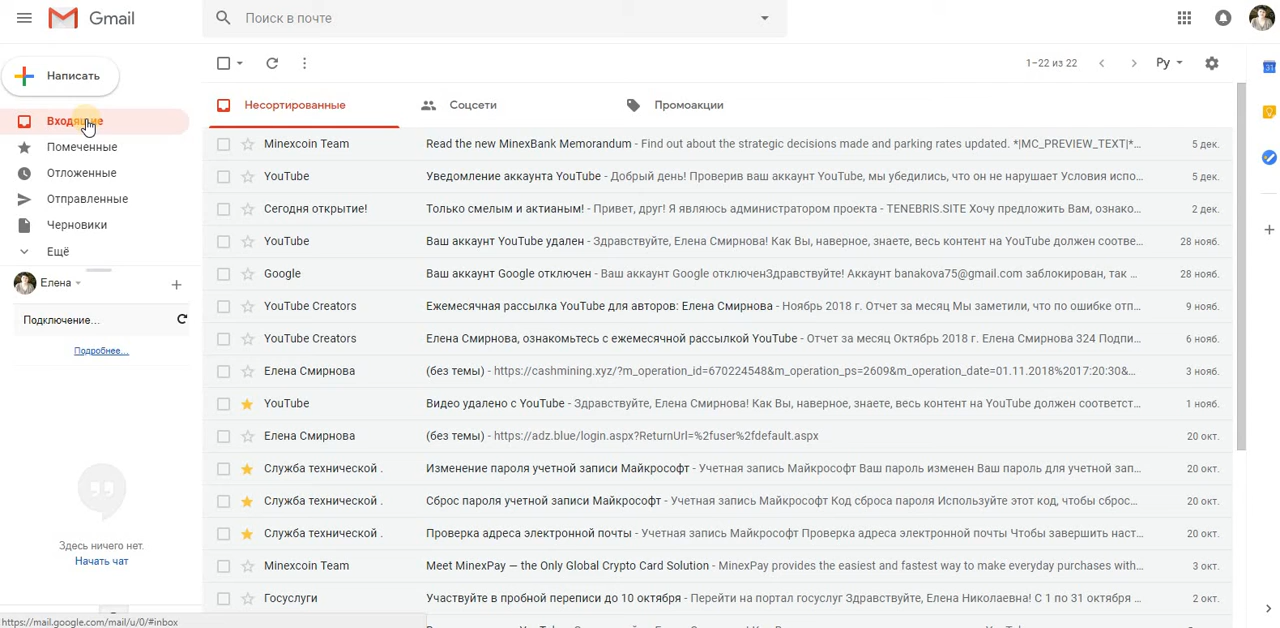 Gmail
Поиск в почте
Написать
1–22 из 22
Ру
Входящие
Помеченные
Отложенные
Отправленные
Черновики
Ещё
Елена
Подключение...
Подробнее...
Здесь ничего нет.
Начать чат
Несортированные Соцсети Промоакции
Minexcoin Team Read the new MinexBank Memorandum - Find out about the strategic decisions made and parking rates updated. *|MC_PREVIEW_TEXT|*... 5 дек.
YouTube Уведомление аккаунта YouTube - Добрый день! Проверив ваш аккаунт YouTube, мы убедились, что он не нарушает Условия испо... 5 дек.
Сегодня открытие! Только смелым и актианым! - Привет, друг! Я являюсь администратором проекта - TENEBRIS.SITE Хочу предложить Вам, ознако... 2 дек.
YouTube Ваш аккаунт YouTube удален - Здравствуйте, Елена Смирнова! Как Вы, наверное, знаете, весь контент на YouTube должен соотве... 28 нояб.
Google Ваш аккаунт Google отключен - Ваш аккаунт Google отключенЗдравствуйте! Аккаунт banakova75@gmail.com заблокирован, так ... 28 нояб.
YouTube Creators Ежемесячная рассылка YouTube для авторов: Елена Смирнова - Ноябрь 2018 г. Отчет за месяц Мы заметили, что по ошибке отп... 9 нояб.
YouTube Creators Елена Смирнова, ознакомьтесь с ежемесячной рассылкой YouTube - Отчет за месяц Октябрь 2018 г. Елена Смирнова 324 Подпи... 6 нояб.
Елена Смирнова (без темы) - https://cashmining.xyz/?m_operation_id=670224548&m_operation_ps=2609&m_operation_date=01.11.2018%2017:20:30&... 3 нояб.
YouTube Видео удалено с YouTube - Здравствуйте, Елена Смирнова! Как Вы, наверное, знаете, весь контент на YouTube должен соответст... 1 нояб.
Елена Смирнова (без темы) - https://adz.blue/login.aspx?ReturnUrl=%2fuser%2fdefault.aspx 20 окт.
Служба технической . Изменение пароля учетной записи Майкрософт - Учетная запись Майкрософт Ваш пароль изменен Ваш пароль для учетной зап... 20 окт.
Служба технической . Сброс пароля учетной записи Майкрософт - Учетная запись Майкрософт Код сброса пароля Используйте этот код, чтобы сброс... 20 окт.
Служба технической . Проверка адреса электронной почты - Учетная запись Майкрософт Проверка адреса электронной почты Чтобы завершить наст... 20 окт.
Minexcoin Team Meet MinexPay — the Only Global Crypto Card Solution - MinexPay provides the easiest and fastest way to make everyday purchases with... 3 окт.
Госуслуги Участвуйте в пробной переписи до 10 октября - Перейти на портал госуслуг Здравствуйте, Елена Николаевна! С 1 по 31 октября ... 2 окт.
31
https://mail.google.com/mail/u/0/#inbox